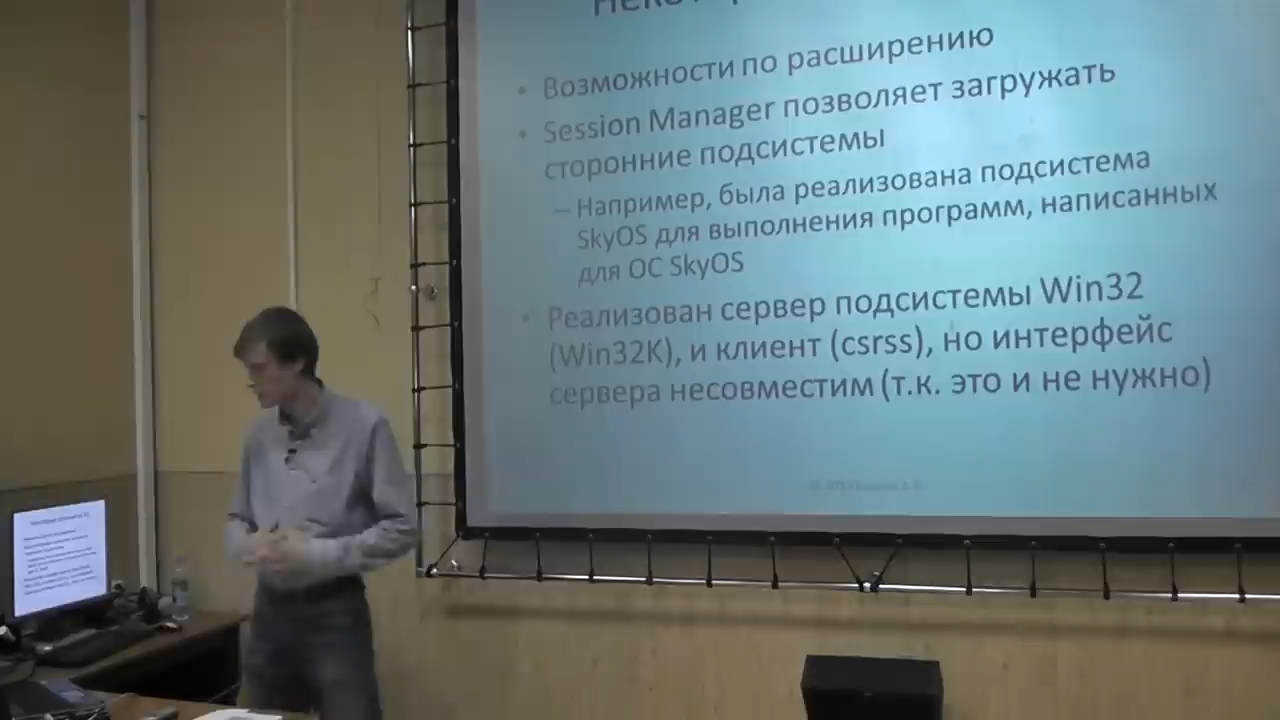 • Возможности по расширению
• Session Manager позволяет загружать
сторонние подсистемы
– Например, была реализована подсистема
SkyOS для выполнения программ, написанных
для ОС SkyOS
• Реализован сервер подсистемы Win32
(Win32K), и клиент (csrss), но интерфейс
сервера несовместим (т.к. это и не нужно)